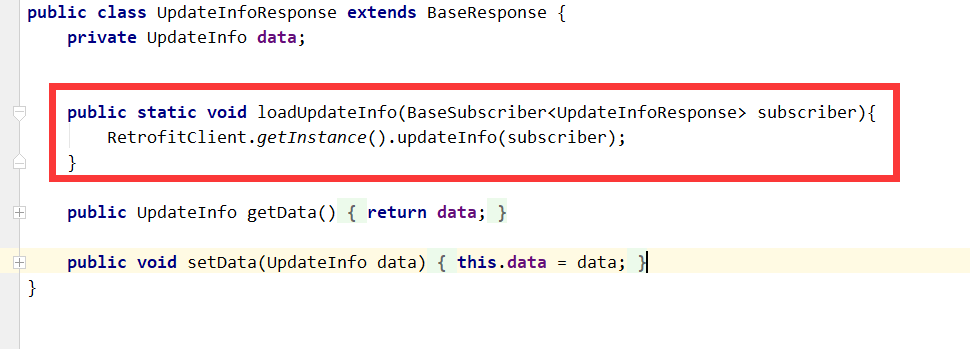 public class UpdateInfoResponse extends BaseResponse {
private UpdateInfo data;
public static void loadUpdateInfo(BaseSubscriber<UpdateInfoResponse> subscriber){
RetrofitClient.getInstance().updateInfo(subscriber);
}
public UpdateInfo getData() { return data; }
public void setData(UpdateInfo data) { this.data = data; }
}